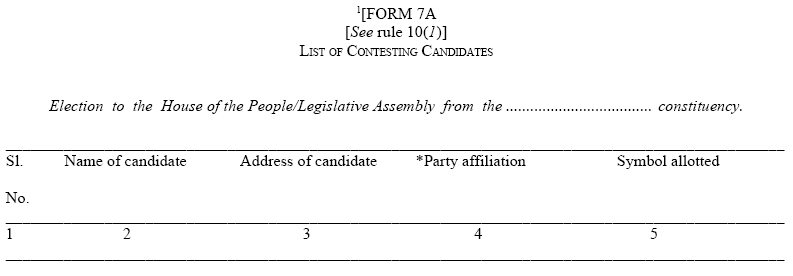 1[FORM 7A
[See rule 10(1)]
LIST OF CONTESTING CANDIDATES
Election to the House of the People/Legislative Assembly from the .................................... constituency.
Sl. Name of candidate Address of candidate *Party affiliation Symbol allotted
No.
1 2 3 4 5